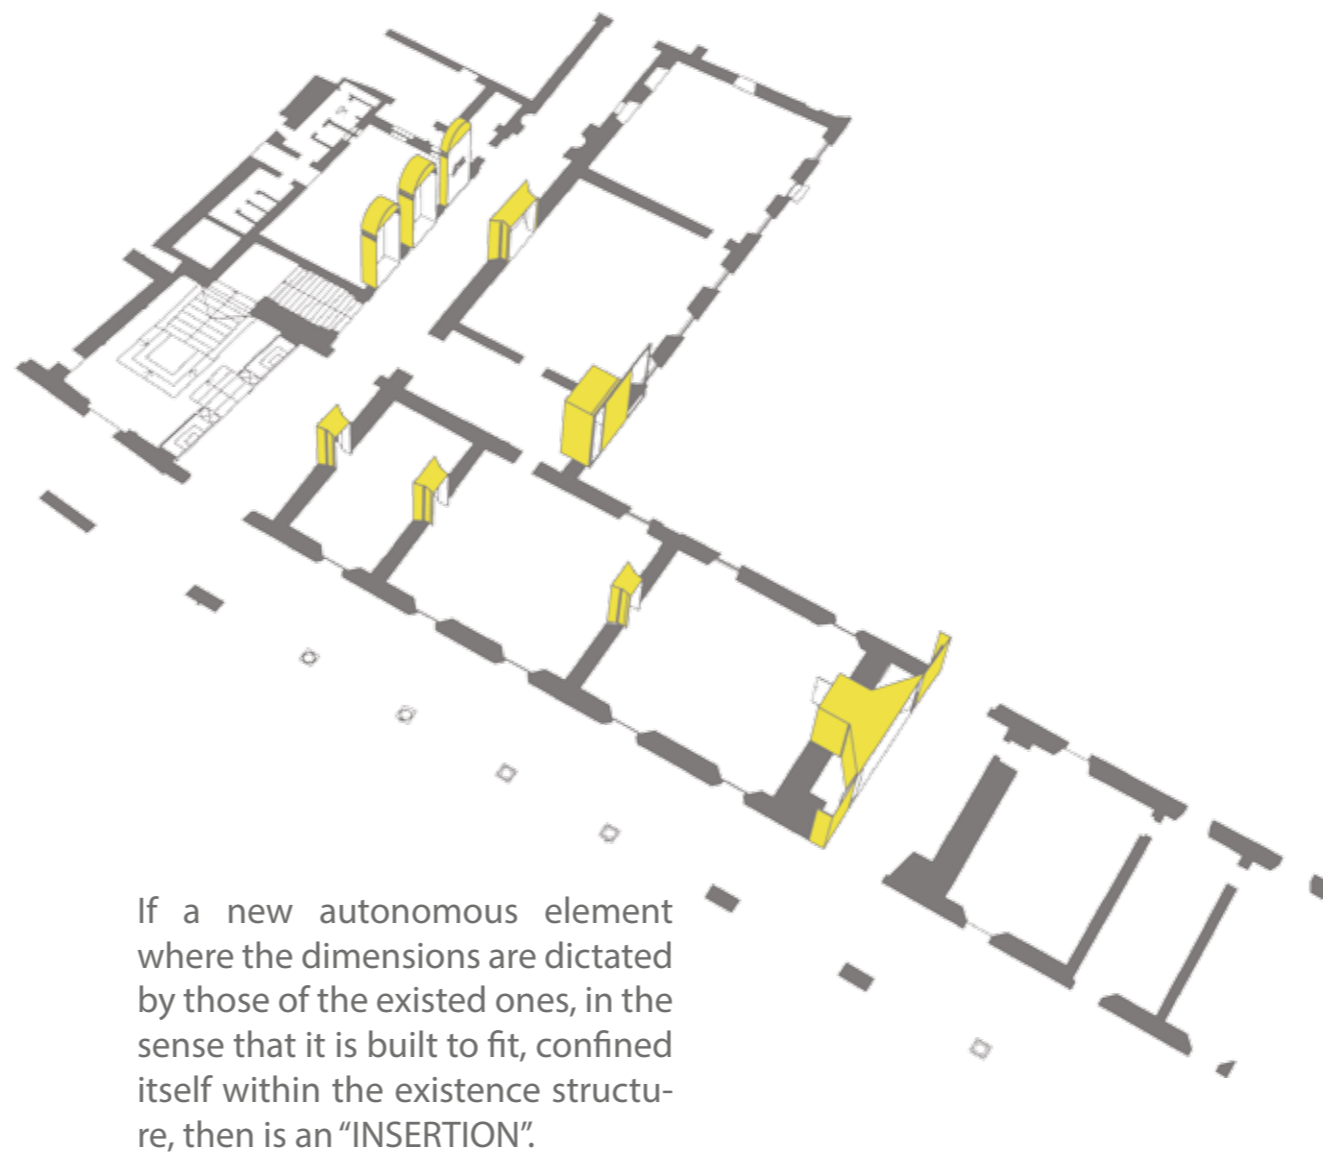 If a new autonomous element
where the dimensions are dictated
by those of the existed ones, in the
sense that it is built to fit, confined
itself within the existence structu-
re, then is an “INSERTION”.